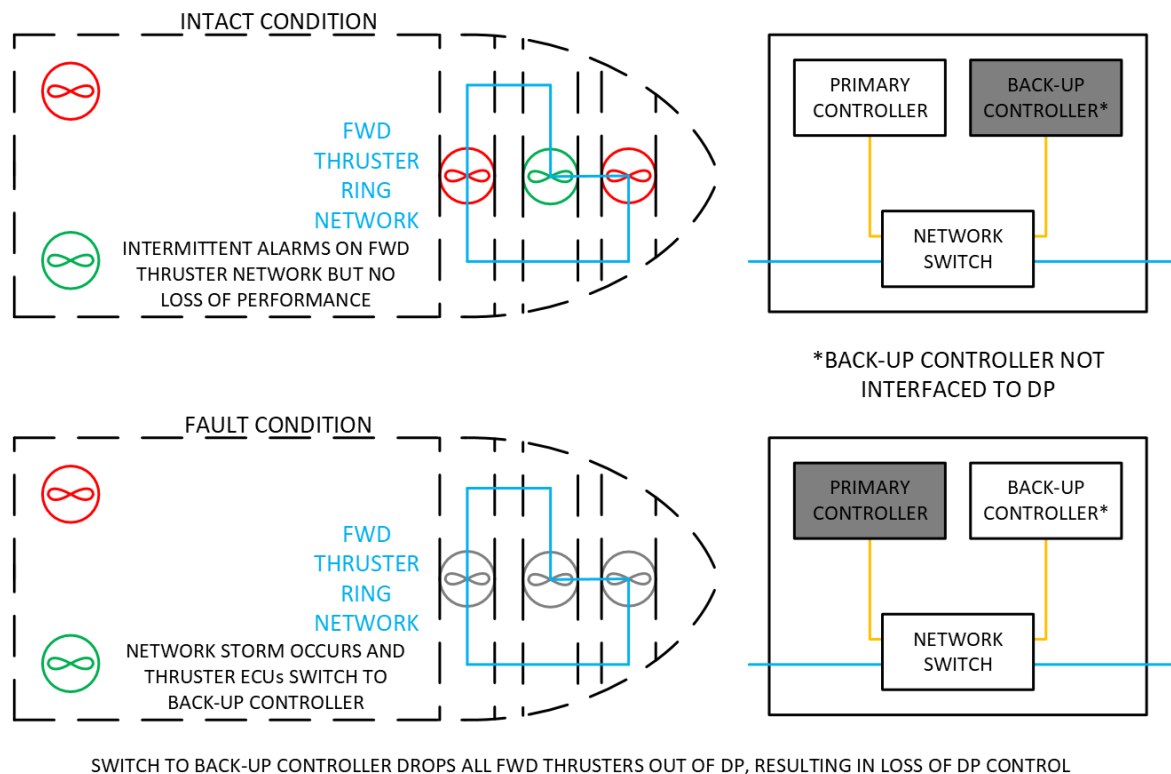 INTACT CONDITION
FWD
THRUSTER
RING
NETWORK
INTERMITTENT ALARMS ON FWD
THRUSTER NETWORK BUT NO
LOSS OF PERFORMANCE
PRIMARY
CONTROLLER
BACK-UP
CONTROLLER*
NETWORK
SWITCH
*BACK-UP CONTROLLER NOT
INTERFACED TO DP
FAULT CONDITION
FWD
THRUSTER
RING
NETWORK
NETWORK STORM OCCURS AND
THRUSTER ECUs SWITCH TO
BACK-UP CONTROLLER
PRIMARY
CONTROLLER
BACK-UP
CONTROLLER*
NETWORK
SWITCH
SWITCH TO BACK-UP CONTROLLER DROPS ALL FWD THRUSTERS OUT OF DP, RESULTING IN LOSS OF DP CONTROL